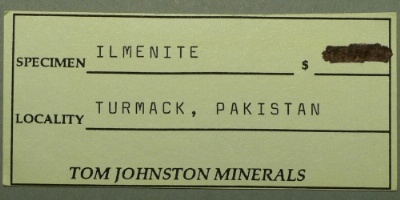 SPECIMEN ILMENITE $
LOCALITY TURMACK, PAKISTAN
TOM JOHNSTON MINERALS